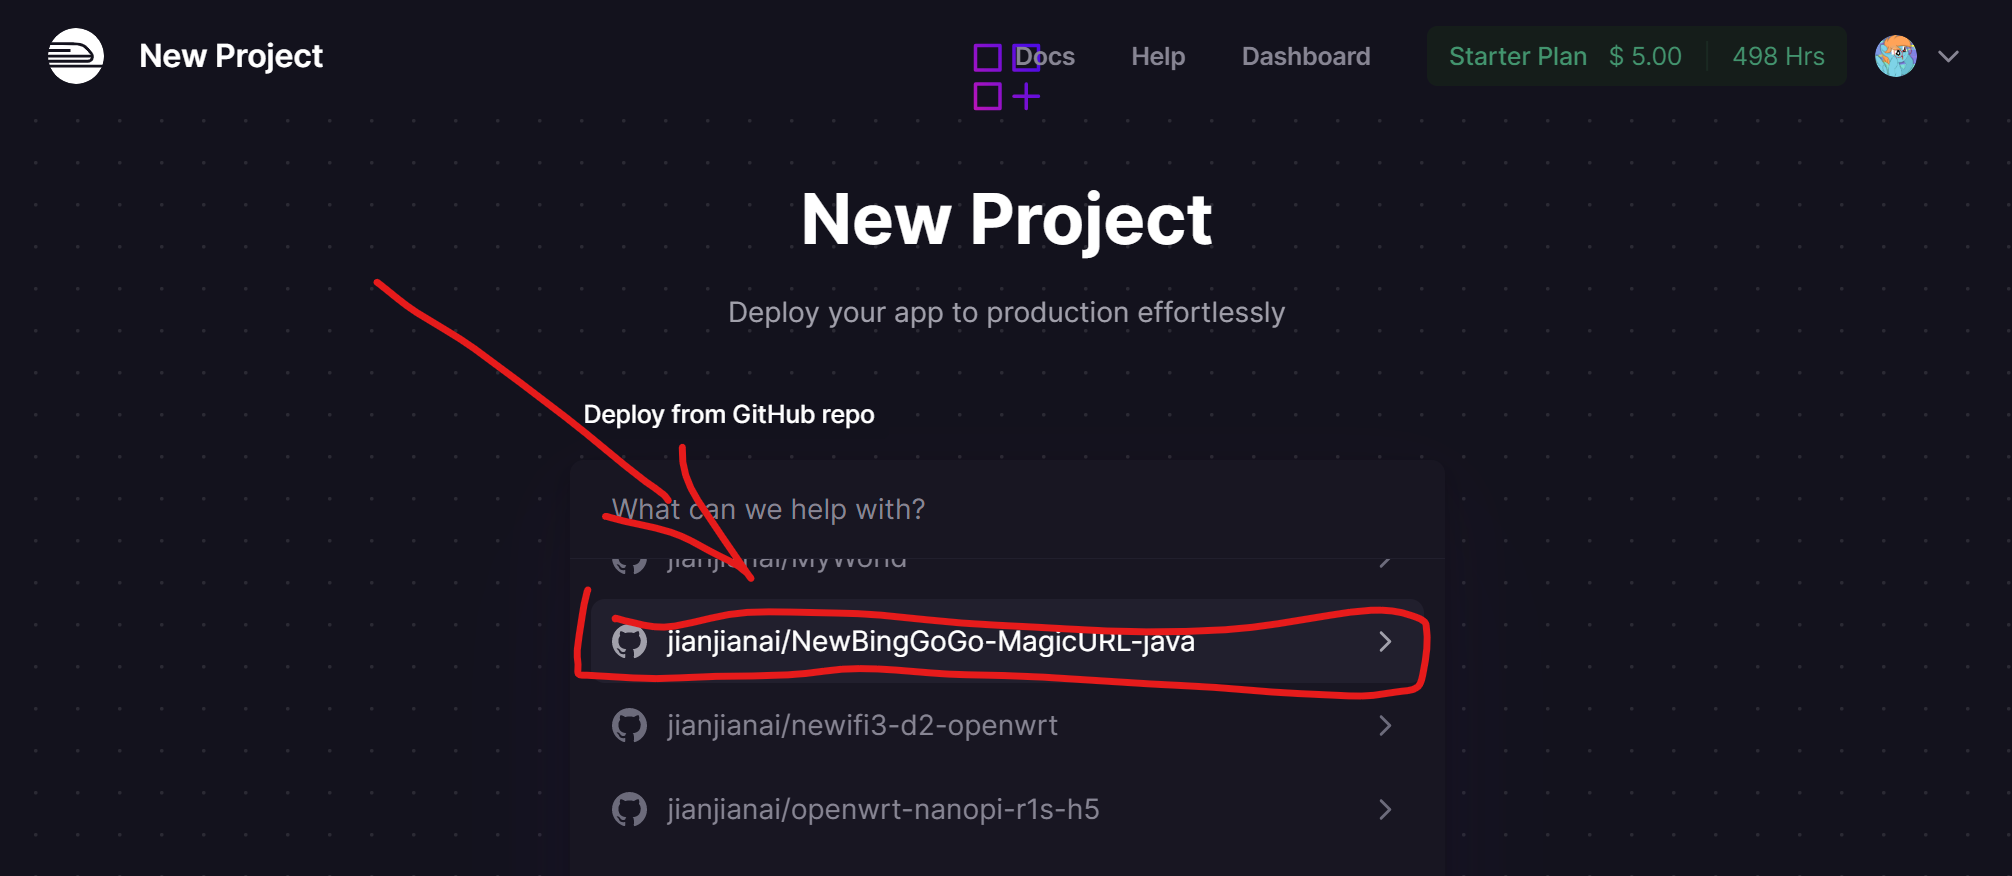 New Project
Docs Help Dashboard Starter Plan $ 5.00 498 Hrs
New Project
Deploy your app to production effortlessly
Deploy from GitHub repo
What can we help with?
jianjianai/MyWorld
jianjianai/NewBingGoGo-MagicURL-java
jianjianai/newifi3-d2-openwrt
jianjianai/openwrt-nanopi-r1s-h5